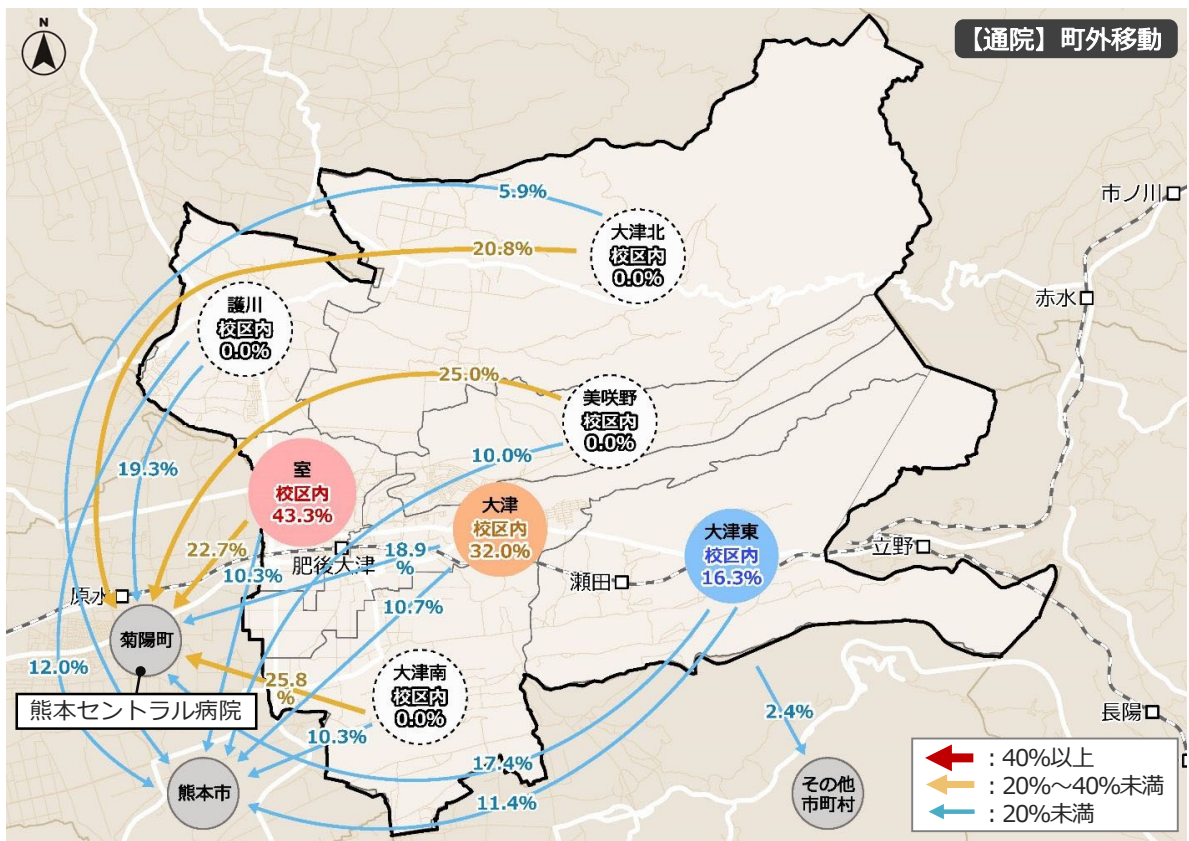 N
【通院】町外移動
5.9%
市ノ川
大津北
校区内
0.0%
20.8%
赤水
護川
校区内
0.0%
25.0%
美咲野
校区内
0.0%
19.3%
10.0%
室
校区内
43.3%
大津
校区内
32.0%
大津東
校区内
16.3%
立野
22.7%
肥後大津
18.9
%
瀬田
10.3%
10.7%
原水
菊陽町
12.0%
大津南
校区内
0.0%
25.8
%
熊本セントラル病院
10.3%
2.4%
長陽
17.4%
11.4%
熊本市
その他
市町村
：40%以上
：20%～40%未満
：20%未満